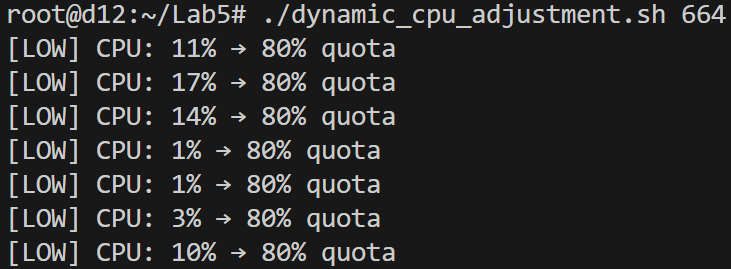 root@d12:~/Lab5# ./dynamic_cpu_adjustment.sh 664
[LOW] CPU: 11% → 80% quota
[LOW] CPU: 17% → 80% quota
[LOW] CPU: 14% → 80% quota
[LOW] CPU: 1% → 80% quota
[LOW] CPU: 1% → 80% quota
[LOW] CPU: 3% → 80% quota
[LOW] CPU: 10% → 80% quota